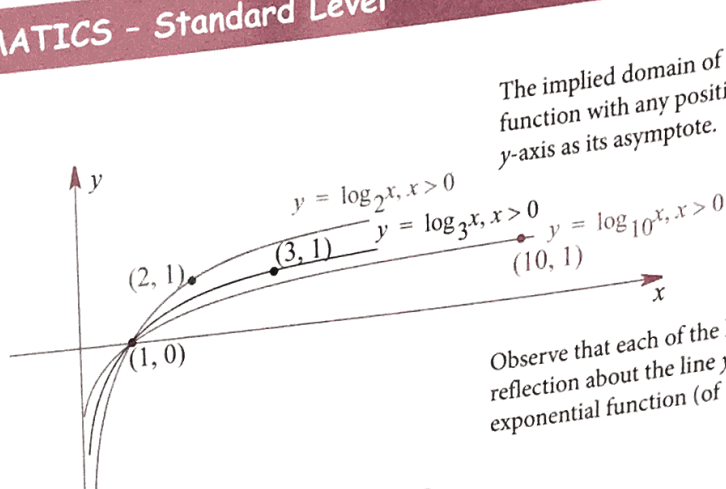 MATICS – Standard Level
The implied domain of
function with any positi
y-axis as its asymptote.
y
y = log₂x, x > 0
y = log₃x, x > 0
y = log₁₀x, x > 0
(3, 1)
(2, 1)
(10, 1)
x
(1, 0)
Observe that each of the
reflection about the line y
exponential function (of